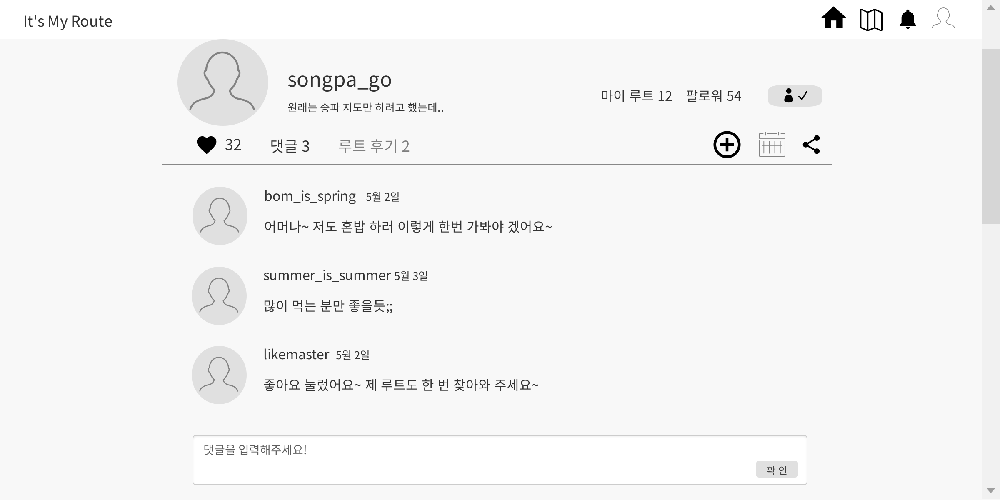 It's My Route
songpa_go
원래는 송파 지도만 하려고 했는데..
마이 루트 12 팔로워 54
32 댓글 3 루트 후기 2
bom_is_spring 5월 2일
어머나~ 저도 혼밥 하러 이렇게 한번 가봐야 겠어요~
summer_is_summer 5월 3일
많이 먹는 분만 좋을듯;;
likemaster 5월 2일
좋아요 눌렀어요~ 제 루트도 한 번 찾아와 주세요~
댓글을 입력해주세요!
확 인